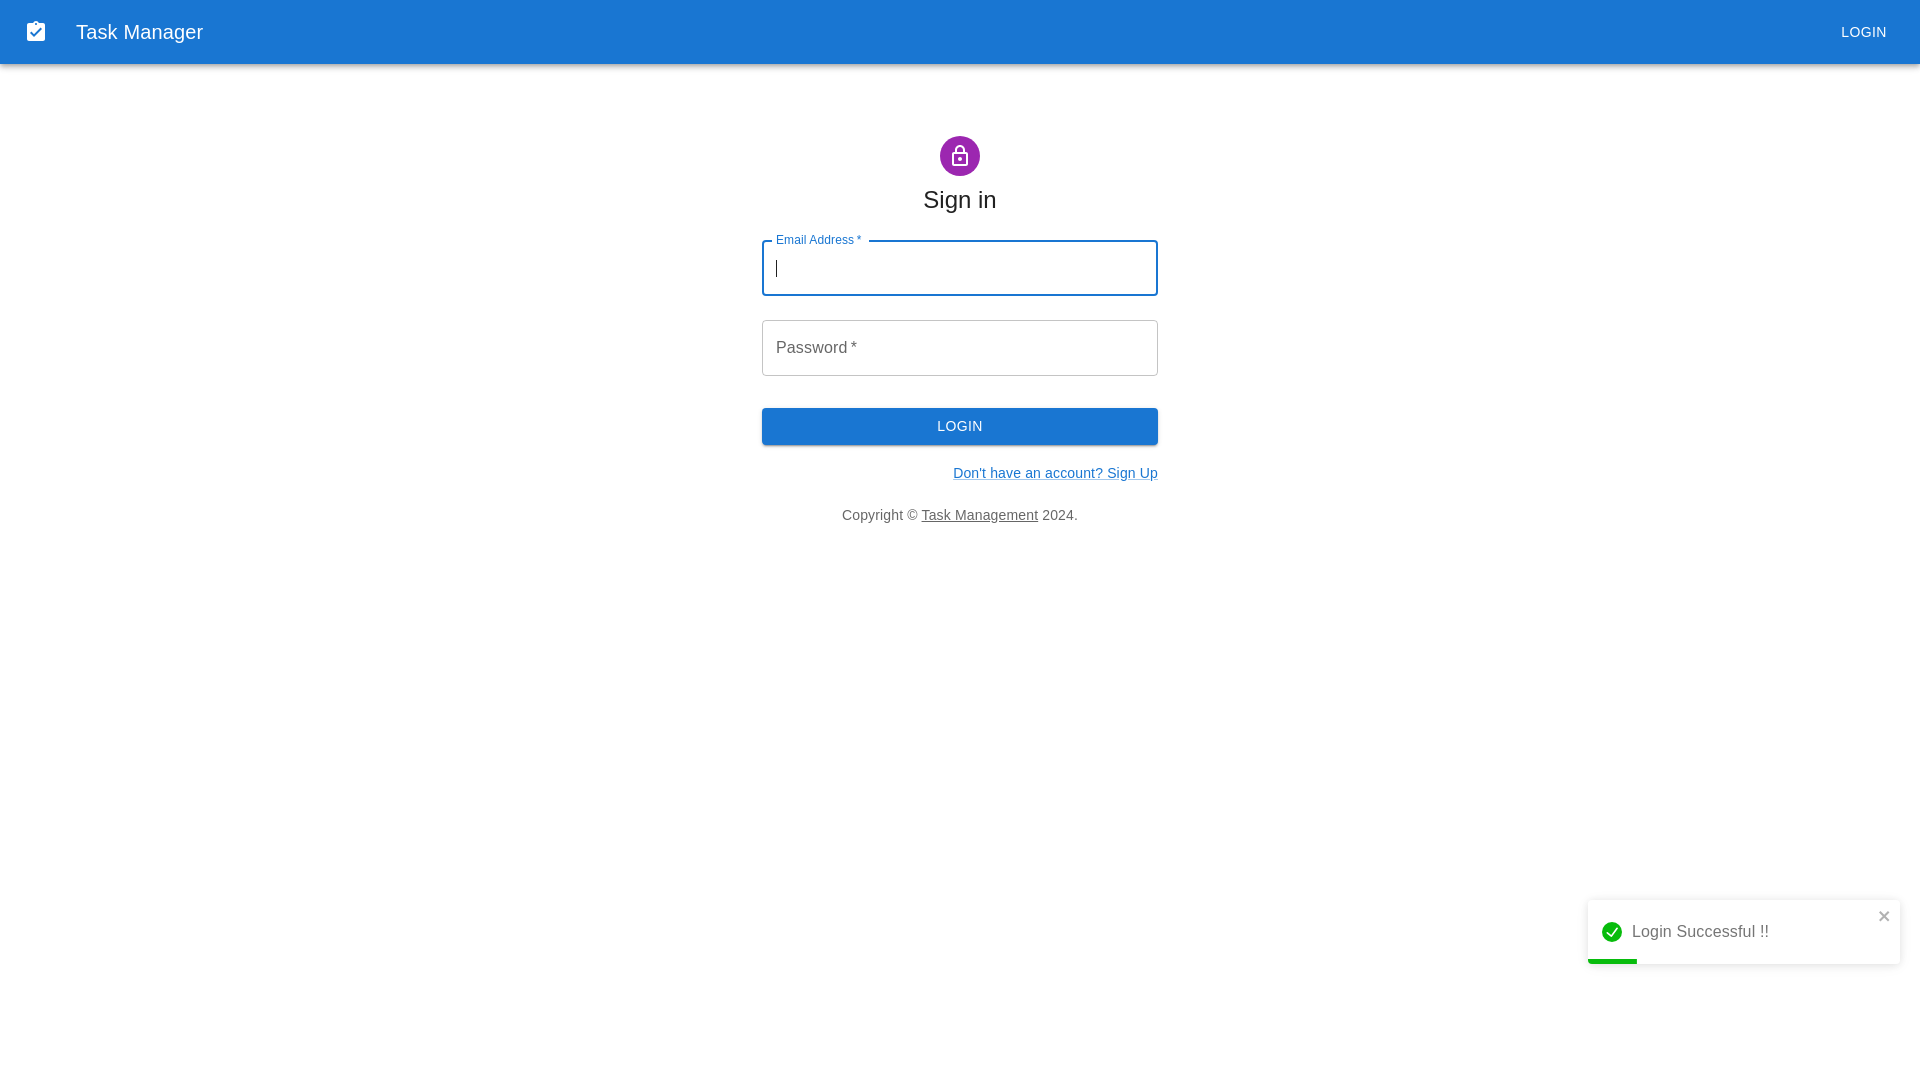 Task Manager
LOGIN
Sign in
Email Address *
Password *
LOGIN
Don't have an account? Sign Up
Copyright © Task Management 2024.
Login Successful !!